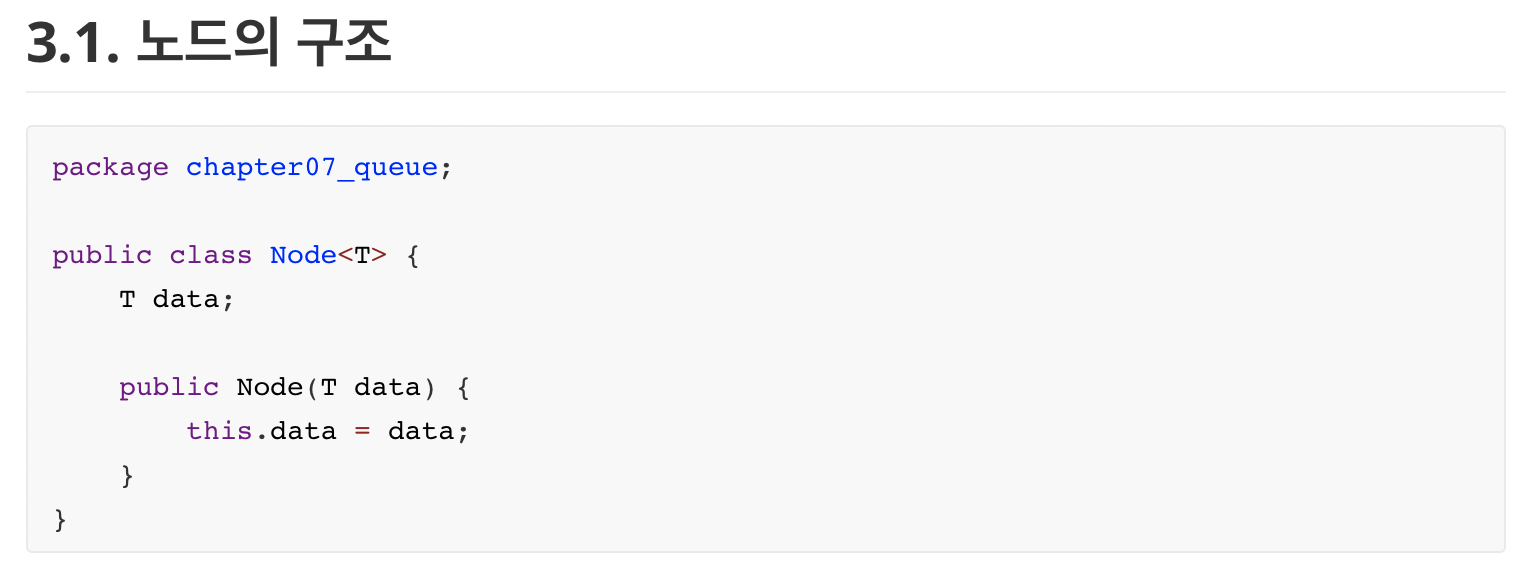 3.1. 노드의 구조
package chapter07_queue;
public class Node<T> {
    T data;
    public Node(T data) {
        this.data = data;
    }
}